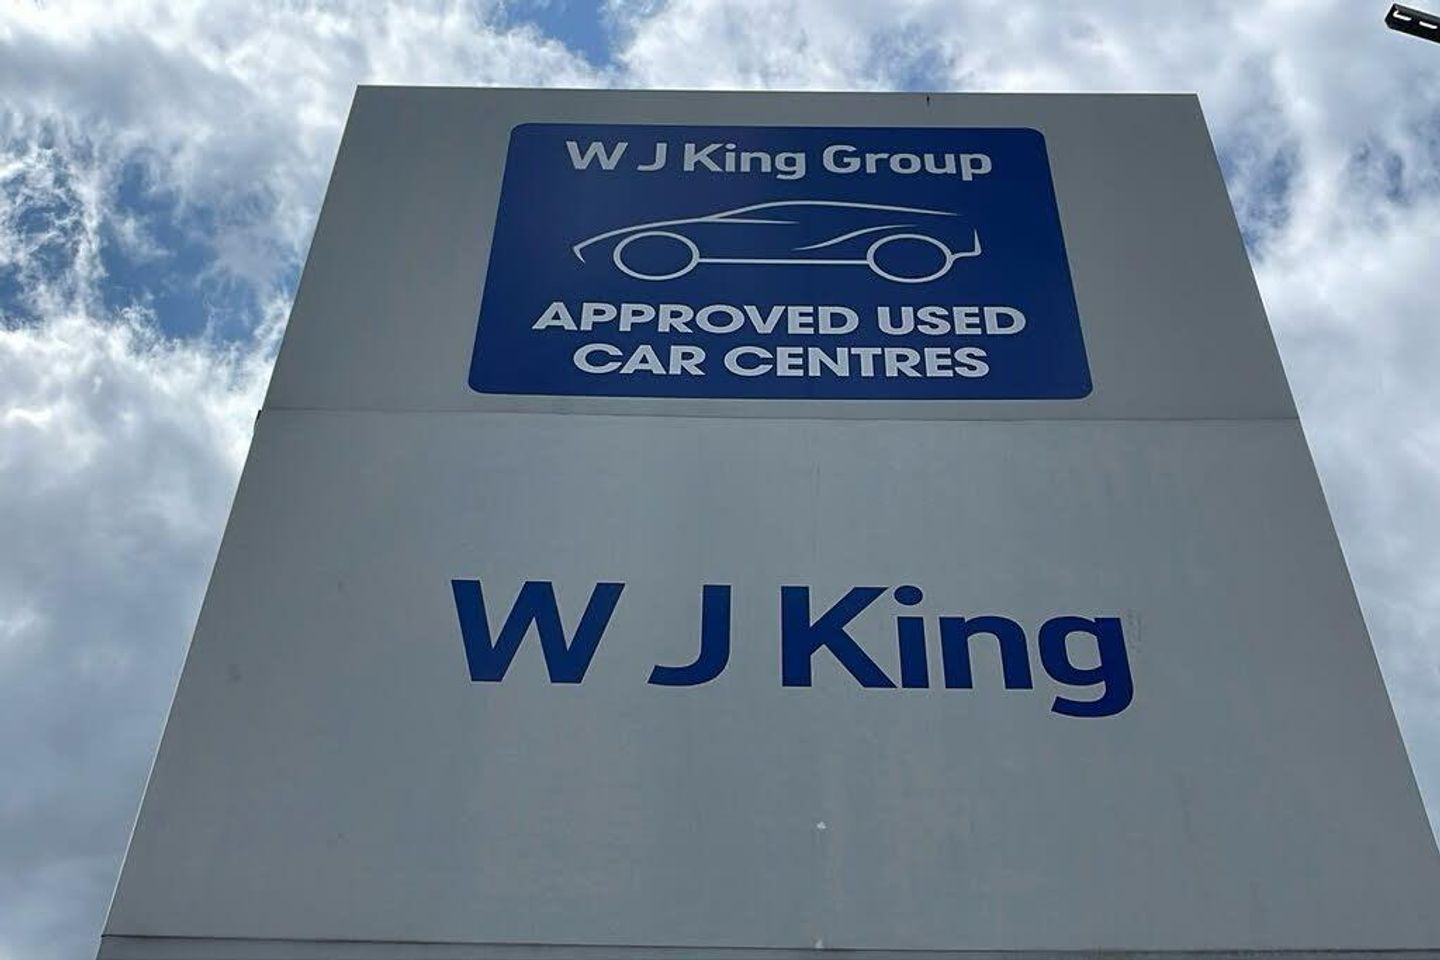 W J King Group
APPROVED USED
CAR CENTRES
W J King